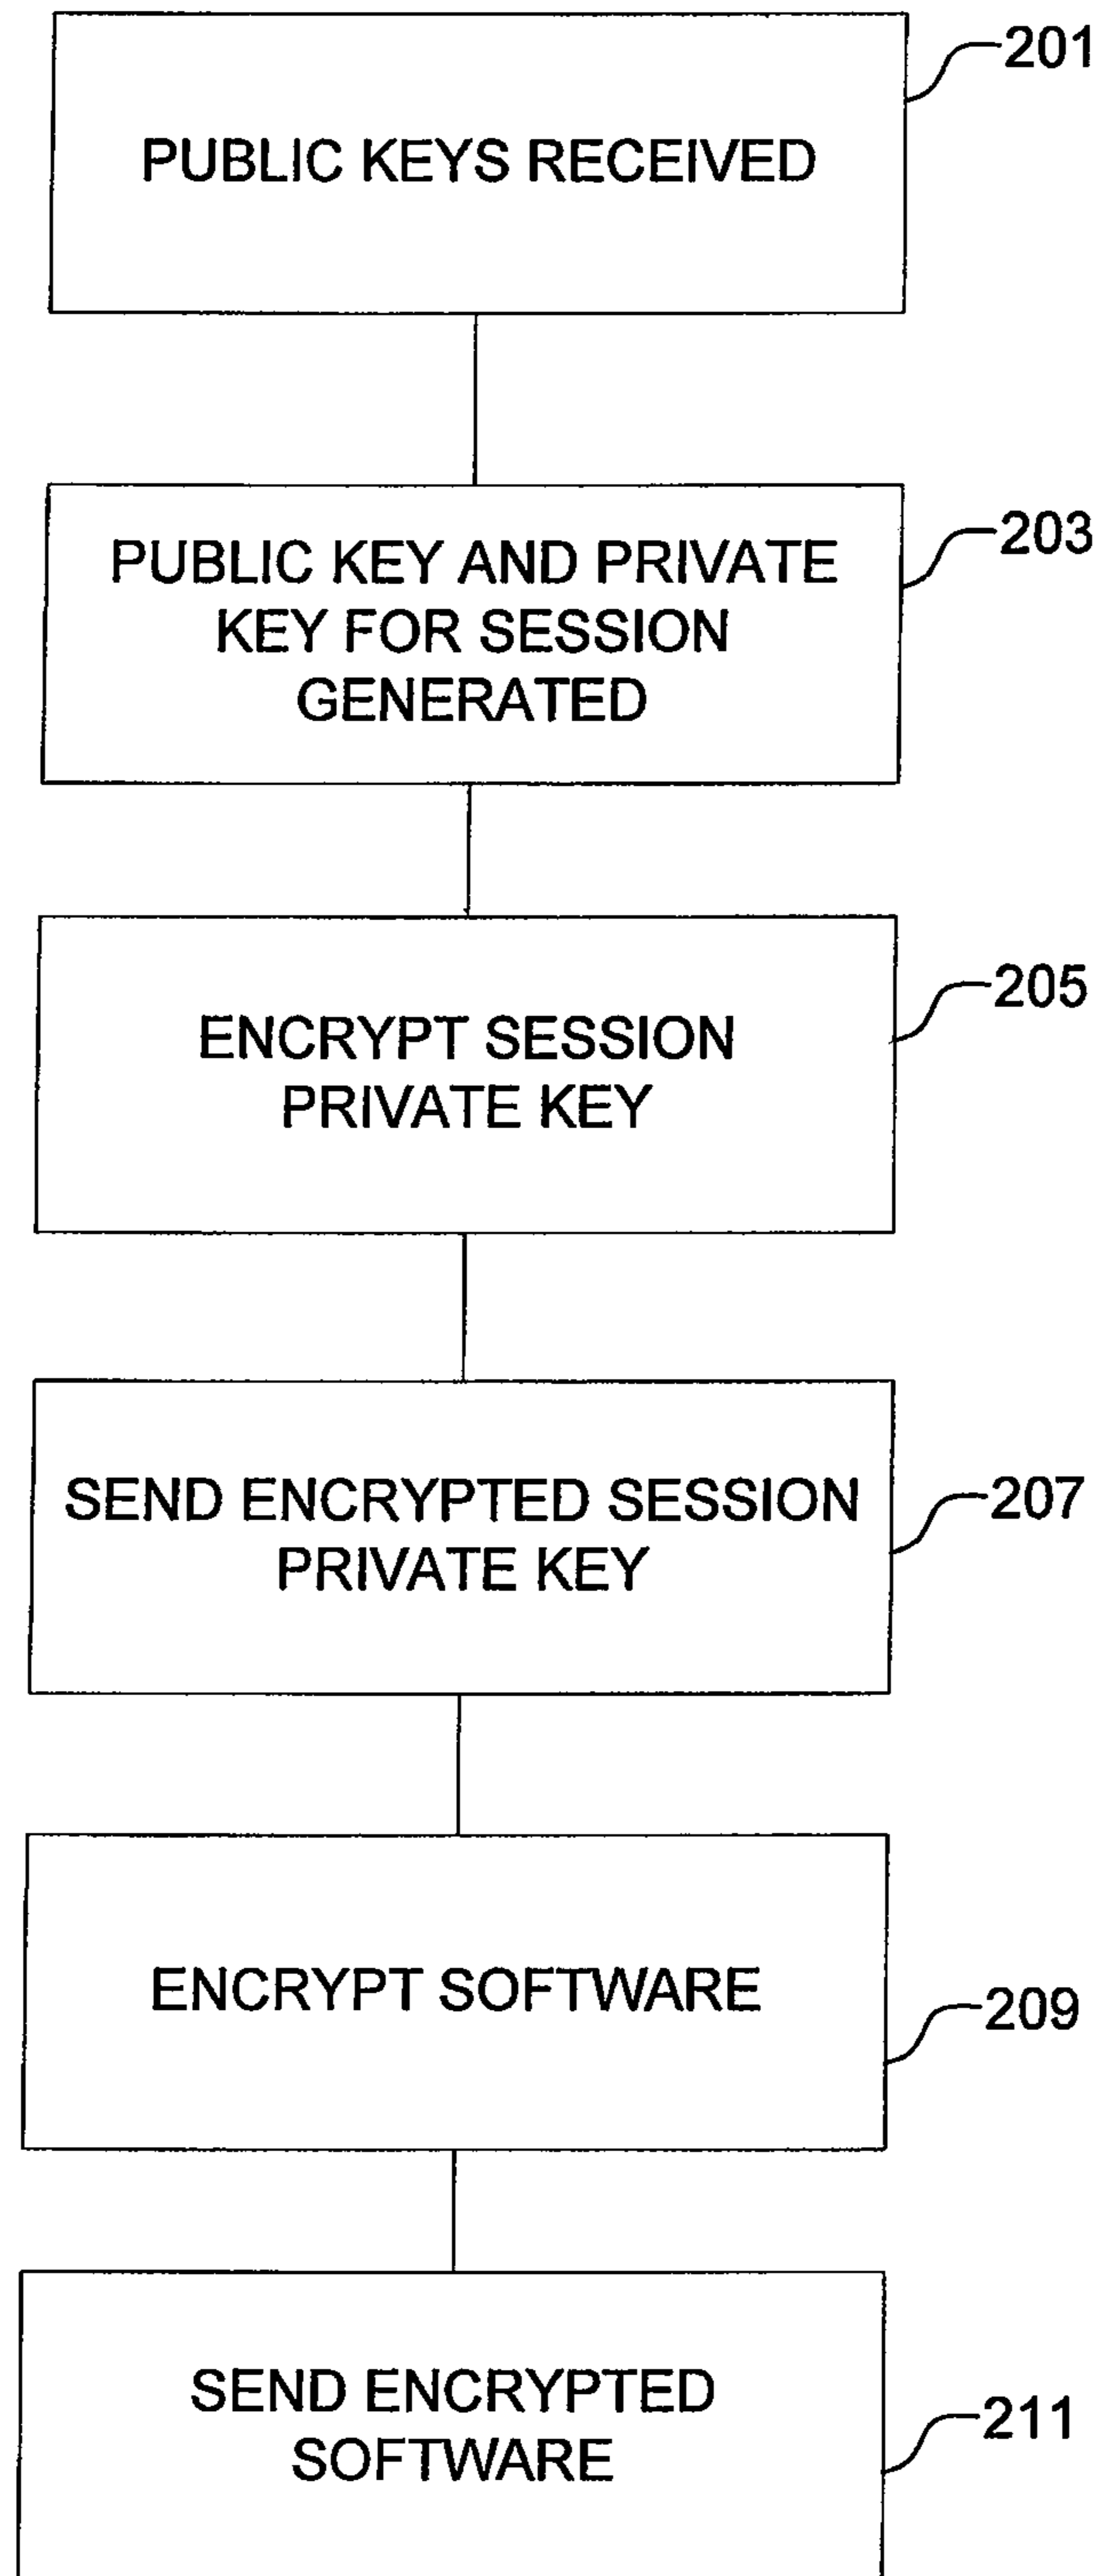 201
PUBLIC KEYS RECEIVED
203
PUBLIC KEY AND PRIVATE
KEY FOR SESSION
GENERATED
205
ENCRYPT SESSION
PRIVATE KEY
207
SEND ENCRYPTED SESSION
PRIVATE KEY
ENCRYPT SOFTWARE
209
SEND ENCRYPTED
SOFTWARE
211